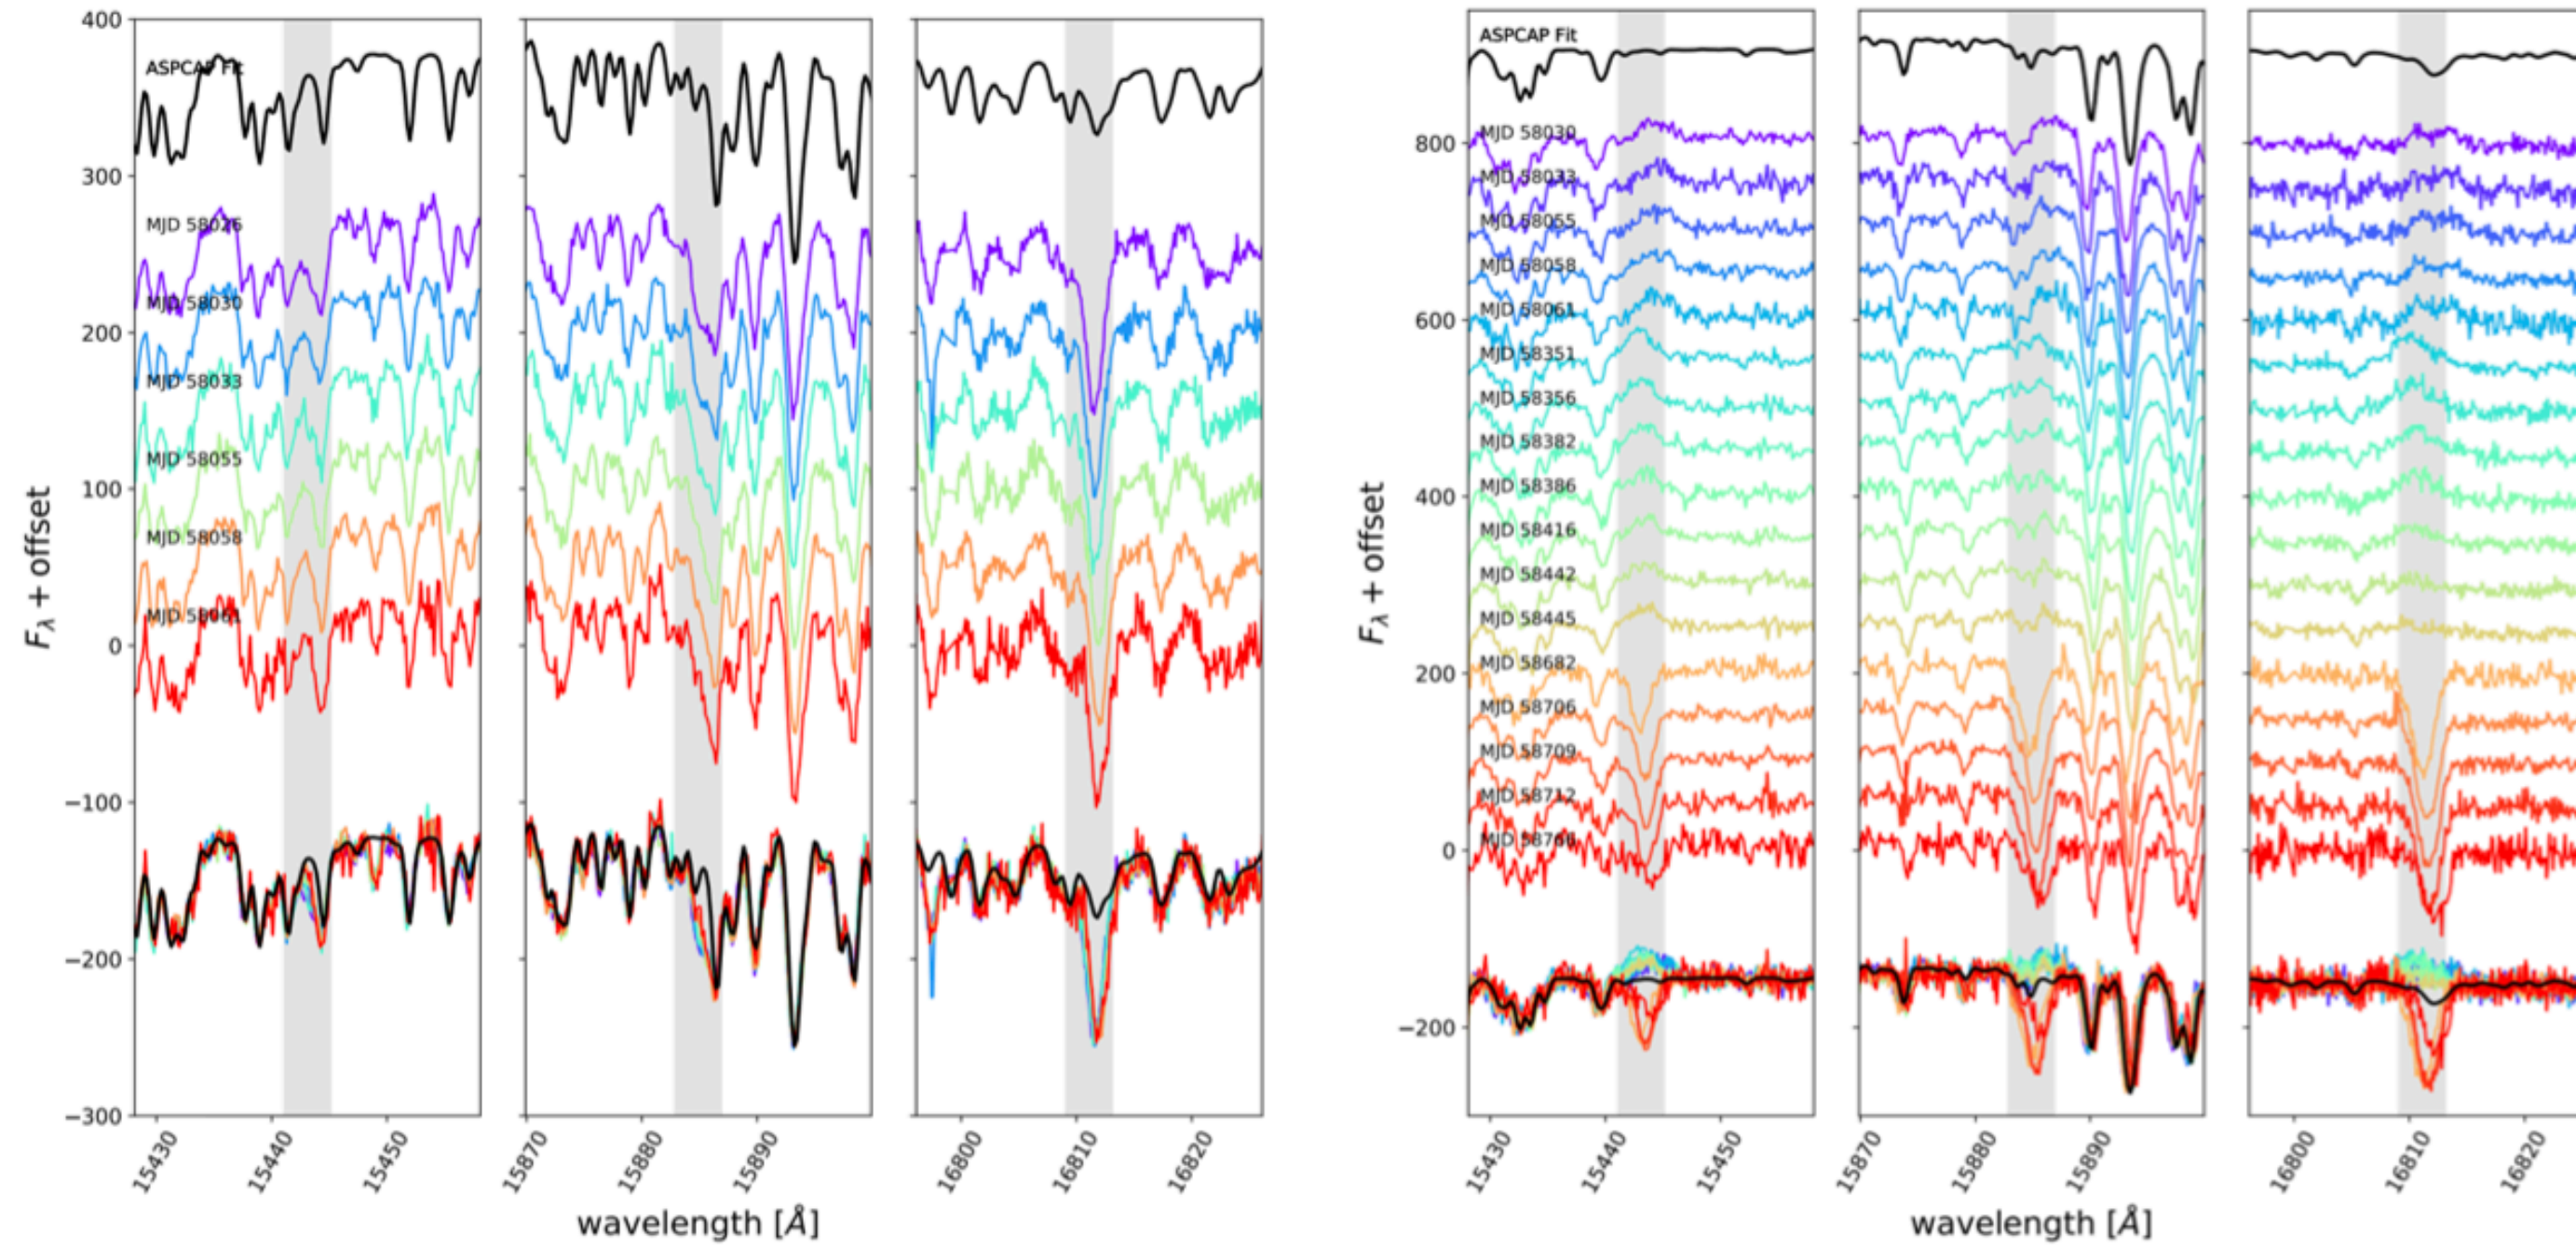 400
300
200
100
0
−100
−200
−300
Fλ + offset
ASPCAP Fit
MJD 58026
MJD 58030
MJD 58033
MJD 58055
MJD 58058
MJD 58061
15430
15440
15450
15870
15880
15890
16800
16810
16820
wavelength [Å]
800
600
400
200
0
−200
Fλ + offset
ASPCAP Fit
MJD 58030
MJD 58033
MJD 58055
MJD 58058
MJD 58061
MJD 58351
MJD 58356
MJD 58382
MJD 58386
MJD 58416
MJD 58442
MJD 58445
MJD 58682
MJD 58706
MJD 58709
MJD 58712
MJD 58766
15430
15440
15450
15870
15880
15890
16800
16810
16820
wavelength [Å]